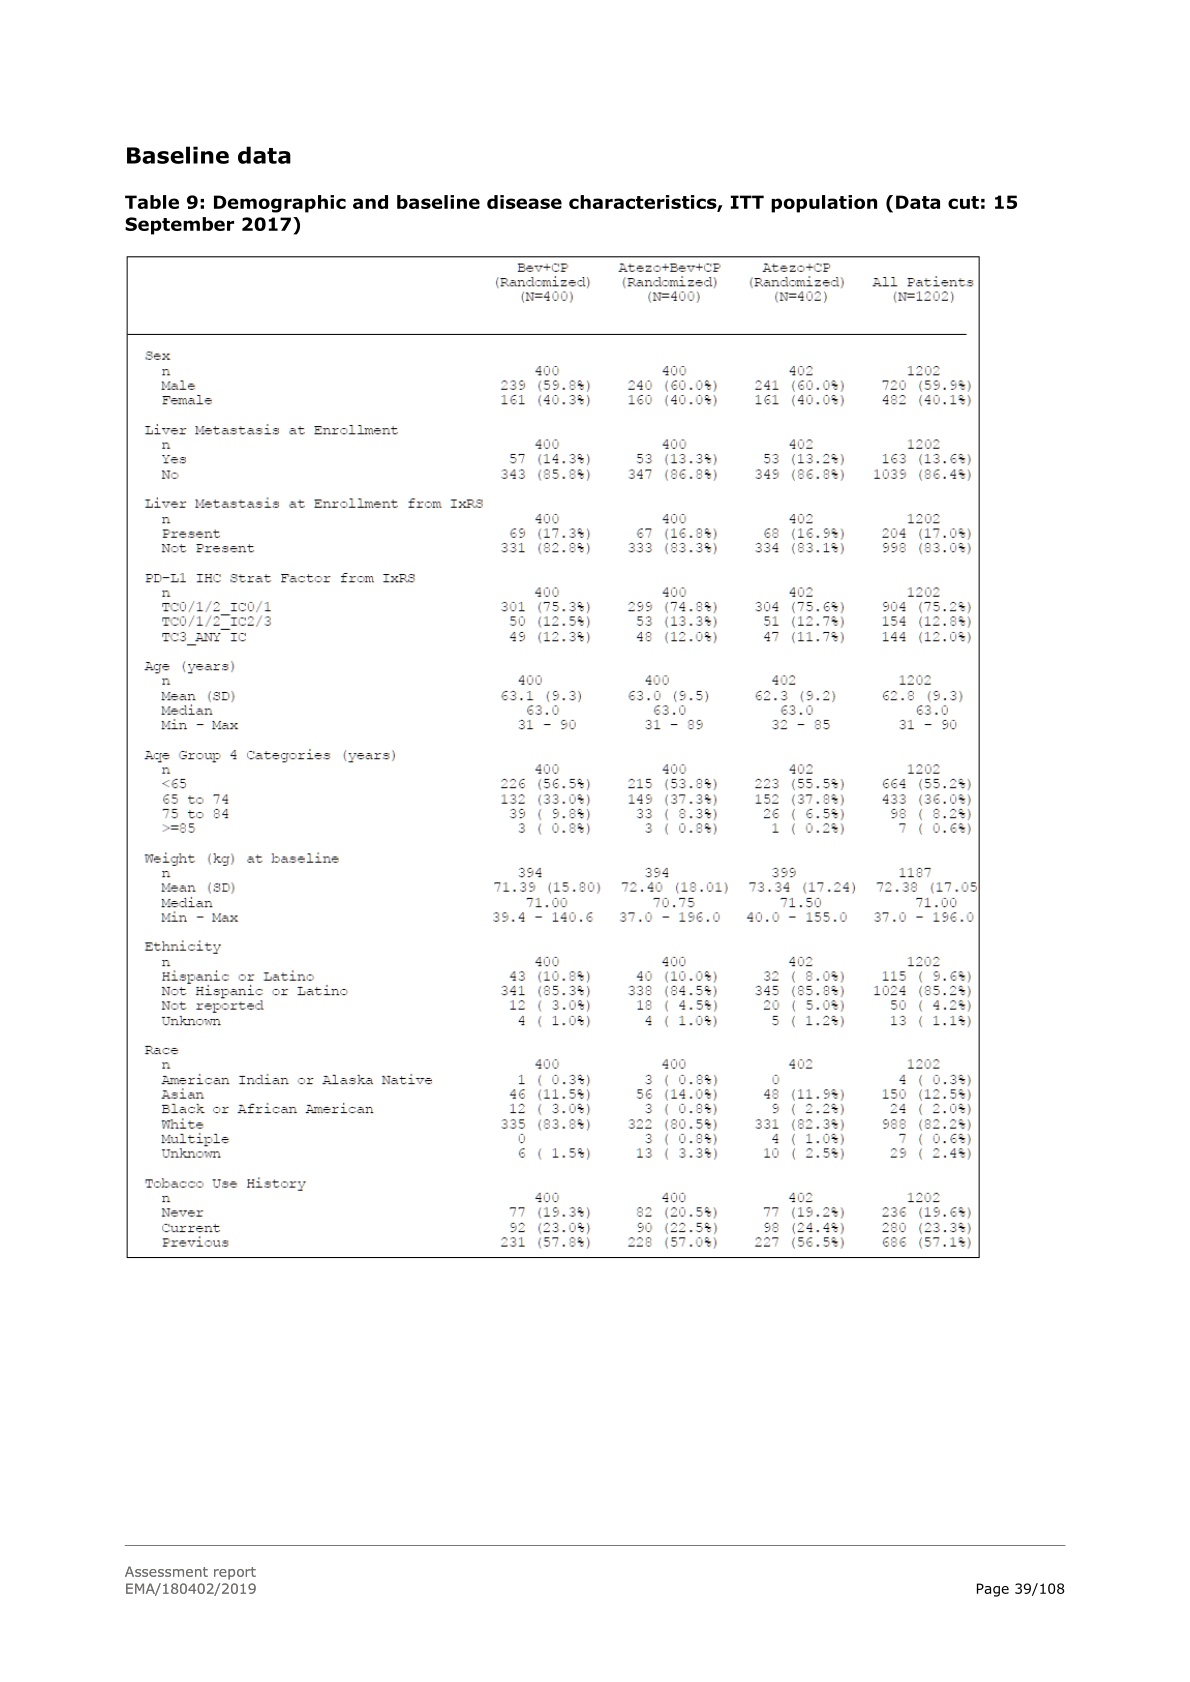 Baseline data
Table 9: Demographic and baseline disease characteristics, ITT population (Data cut: 15
September 2017)
Bev+CP Atezo+Bev+CP Atezo+CP
(Randomized) (Randomized) (Randomized) All Patients
(N=400) (N=400) (N=402) (N=1202)
Sex
n 400 400 402 1202
Male 239 (59.8%) 240 (60.0%) 241 (60.0%) 720 (59.9%)
Female 161 (40.3%) 160 (40.0%) 161 (40.0%) 482 (40.1%)
Liver Metastasis at Enrollment
n 400 400 402 1202
Yes 57 (14.3%) 53 (13.3%) 53 (13.2%) 163 (13.6%)
No 343 (85.8%) 347 (86.8%) 349 (86.8%) 1039 (86.4%)
Liver Metastasis at Enrollment from IxRS
n 400 400 402 1202
Present 69 (17.3%) 67 (16.8%) 68 (16.9%) 204 (17.0%)
Not Present 331 (82.8%) 333 (83.3%) 334 (83.1%) 998 (83.0%)
PD-L1 IHC Strat Factor from IxRS
n 400 400 402 1202
TC0/1/2_IC0/1 301 (75.3%) 299 (74.8%) 304 (75.6%) 904 (75.2%)
TC0/1/2_IC2/3 50 (12.5%) 53 (13.3%) 51 (12.7%) 154 (12.8%)
TC3_ANY IC 49 (12.3%) 48 (12.0%) 47 (11.7%) 144 (12.0%)
Age (years)
n 400 400 402 1202
Mean (SD) 63.1 (9.3) 63.0 (9.5) 62.3 (9.2) 62.8 (9.3)
Median 63.0 63.0 63.0 63.0
Min - Max 31 - 90 31 - 89 32 - 85 31 - 90
Age Group 4 Categories (years)
n 400 400 402 1202
<65 226 (56.5%) 215 (53.8%) 223 (55.5%) 664 (55.2%)
65 to 74 132 (33.0%) 149 (37.3%) 152 (37.8%) 433 (36.0%)
75 to 84 39 ( 9.8%) 33 ( 8.3%) 26 ( 6.5%) 98 ( 8.2%)
>=85 3 ( 0.8%) 3 ( 0.8%) 1 ( 0.2%) 7 ( 0.6%)
Weight (kg) at baseline
n 394 394 399 1187
Mean (SD) 71.39 (15.80) 72.40 (18.01) 73.34 (17.24) 72.38 (17.05
Median 71.00 70.75 71.50 71.00
Min - Max 39.4 - 140.6 37.0 - 196.0 40.0 - 155.0 37.0 - 196.0
Ethnicity
n 400 400 402 1202
Hispanic or Latino 43 (10.8%) 40 (10.0%) 32 ( 8.0%) 115 ( 9.6%)
Not Hispanic or Latino 341 (85.3%) 338 (84.5%) 345 (85.8%) 1024 (85.2%)
Not reported 12 ( 3.0%) 18 ( 4.5%) 20 ( 5.0%) 50 ( 4.2%)
Unknown 4 ( 1.0%) 4 ( 1.0%) 5 ( 1.2%) 13 ( 1.1%)
Race
n 400 400 402 1202
American Indian or Alaska Native 1 ( 0.3%) 3 ( 0.8%) 0 4 ( 0.3%)
Asian 46 (11.5%) 56 (14.0%) 48 (11.9%) 150 (12.5%)
Black or African American 12 ( 3.0%) 3 ( 0.8%) 9 ( 2.2%) 24 ( 2.0%)
White 335 (83.8%) 322 (80.5%) 331 (82.3%) 988 (82.2%)
Multiple 0 3 ( 0.8%) 4 ( 1.0%) 7 ( 0.6%)
Unknown 6 ( 1.5%) 13 ( 3.3%) 10 ( 2.5%) 29 ( 2.4%)
Tobacco Use History
n 400 400 402 1202
Never 77 (19.3%) 82 (20.5%) 77 (19.2%) 236 (19.6%)
Current 92 (23.0%) 90 (22.5%) 98 (24.4%) 280 (23.3%)
Previous 231 (57.8%) 228 (57.0%) 227 (56.5%) 686 (57.1%)
Assessment report
EMA/180402/2019 Page 39/108